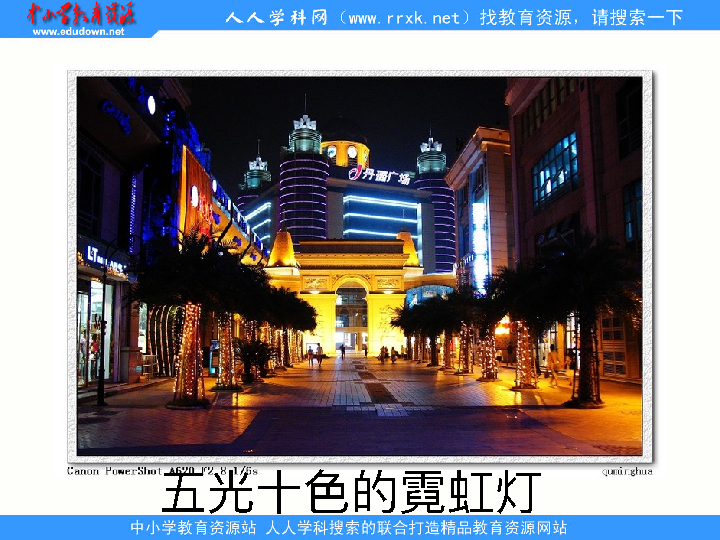 中小学教育资源
www.edudown.net
人人学科网（www.rrxk.net）找教育资源，请搜索一下
丹西广场
Canon PowerShot A620 F2.8 1/6s
quminghua
五光十色的霓虹灯
中小学教育资源站 人人学科搜索的联合打造精品教育资源网站